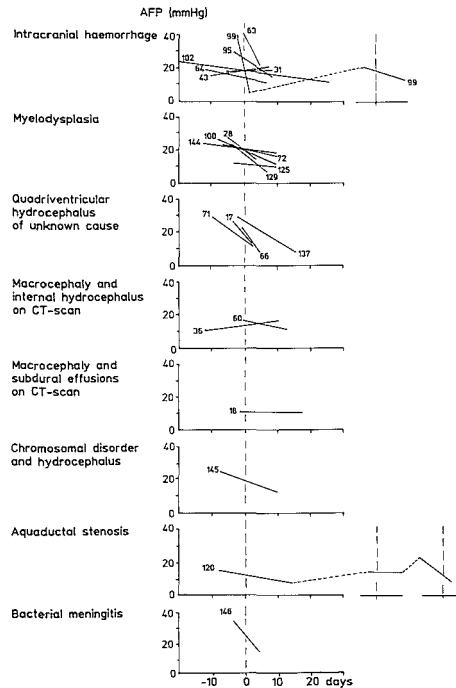 AFP (mmHg)
Intracranial haemorrhage
40
20
0
102
64
43
99
95
63
31
99
Myelodysplasia
40
20
0
144
100
28
72
125
129
Quadriventricular
hydrocephalus
of unknown cause
40
20
0
71
17
66
137
Macrocephaly and
internal hydrocephalus
on CT-scan
40
20
0
35
60
Macrocephaly and
subdural effusions
on CT-scan
40
20
0
18
Chromosomal disorder
and hydrocephalus
40
20
0
145
Aquaductal stenosis
40
20
0
120
Bacterial meningitis
40
20
0
146
-10 0 10 20 days